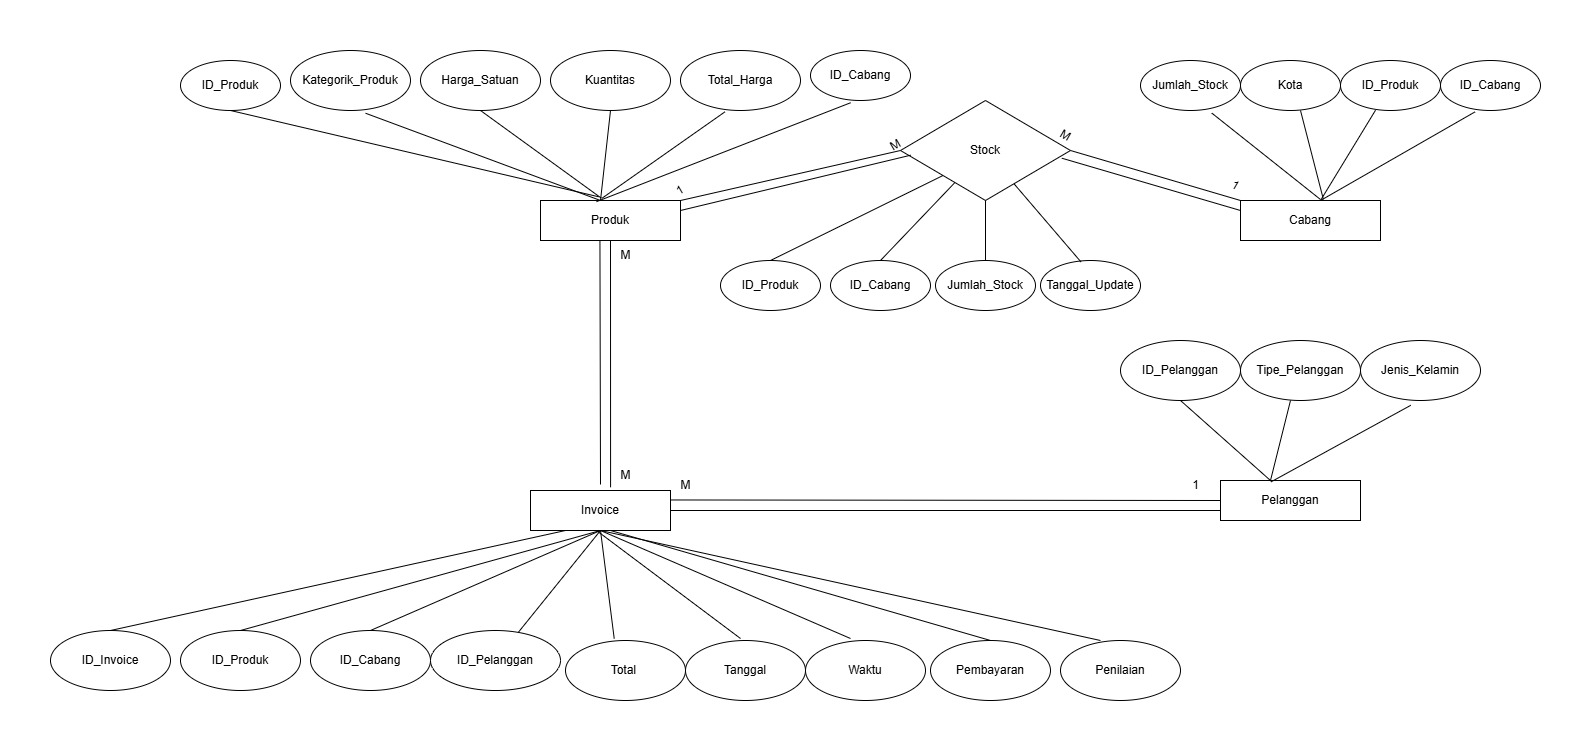 ID_Produk
Kategorik_Produk
Harga_Satuan
Kuantitas
Total_Harga
ID_Cabang
Jumlah_Stock
Kota
ID_Produk
ID_Cabang
M
Stock
M
1
1
Produk
Cabang
M
ID_Produk
ID_Cabang
Jumlah_Stock
Tanggal_Update
ID_Pelanggan
Tipe_Pelanggan
Jenis_Kelamin
M
M
1
Invoice
Pelanggan
ID_Invoice
ID_Produk
ID_Cabang
ID_Pelanggan
Total
Tanggal
Waktu
Pembayaran
Penilaian